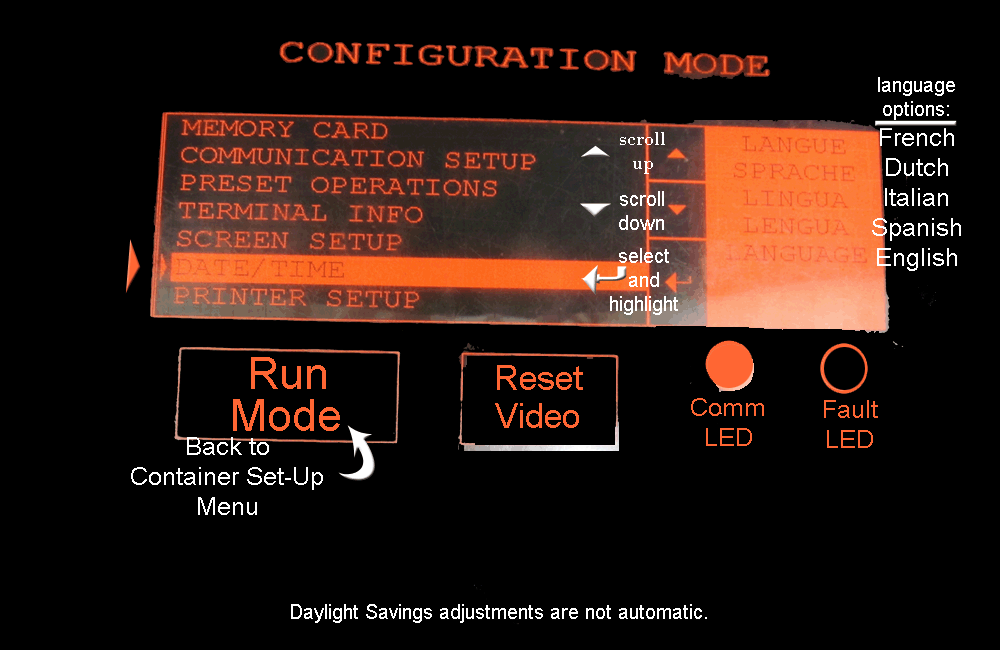 CONFIGURATION MODE
language
options:
MEMORY CARD
COMMUNICATION SETUP
PRESET OPERATIONS
TERMINAL INFO
SCREEN SETUP
DATE/TIME
PRINTER SETUP
scroll
up
scroll
down
select
and
highlight
LANGUE
SPRACHE
LINGUA
LENGUA
LANGUAGE
French
Dutch
Italian
Spanish
English
Run
Mode
Reset
Video
Comm
LED
Fault
LED
Back to
Container Set-Up
Menu
Daylight Savings adjustments are not automatic.